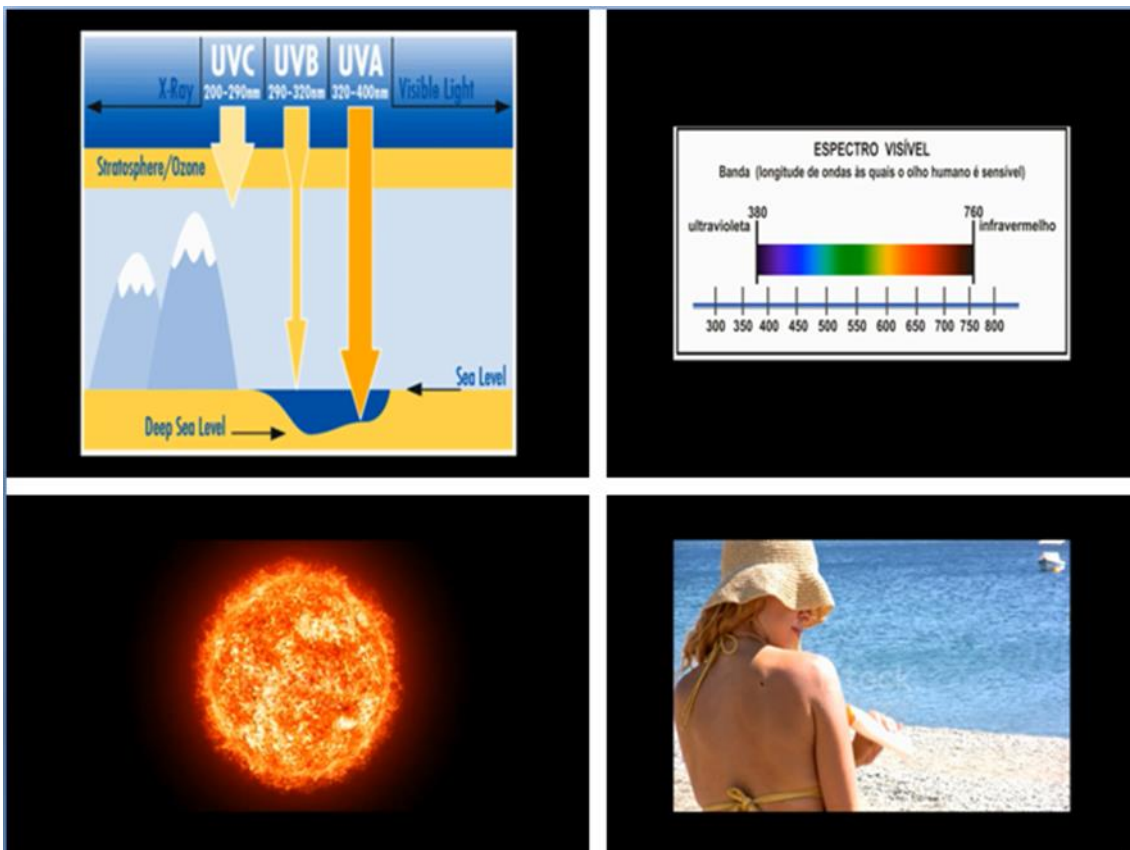 UVC UVB UVA
X-Ray 200-290nm 290-320nm 320-400nm Visible Light
Stratosphere/Ozone
Sea Level
Deep Sea Level
ESPECTRO VISÍVEL
Banda (longitude de ondas às quais o olho humano é sensível)
380 760
ultravioleta infravermelho
300 350 400 450 500 550 600 650 700 750 800